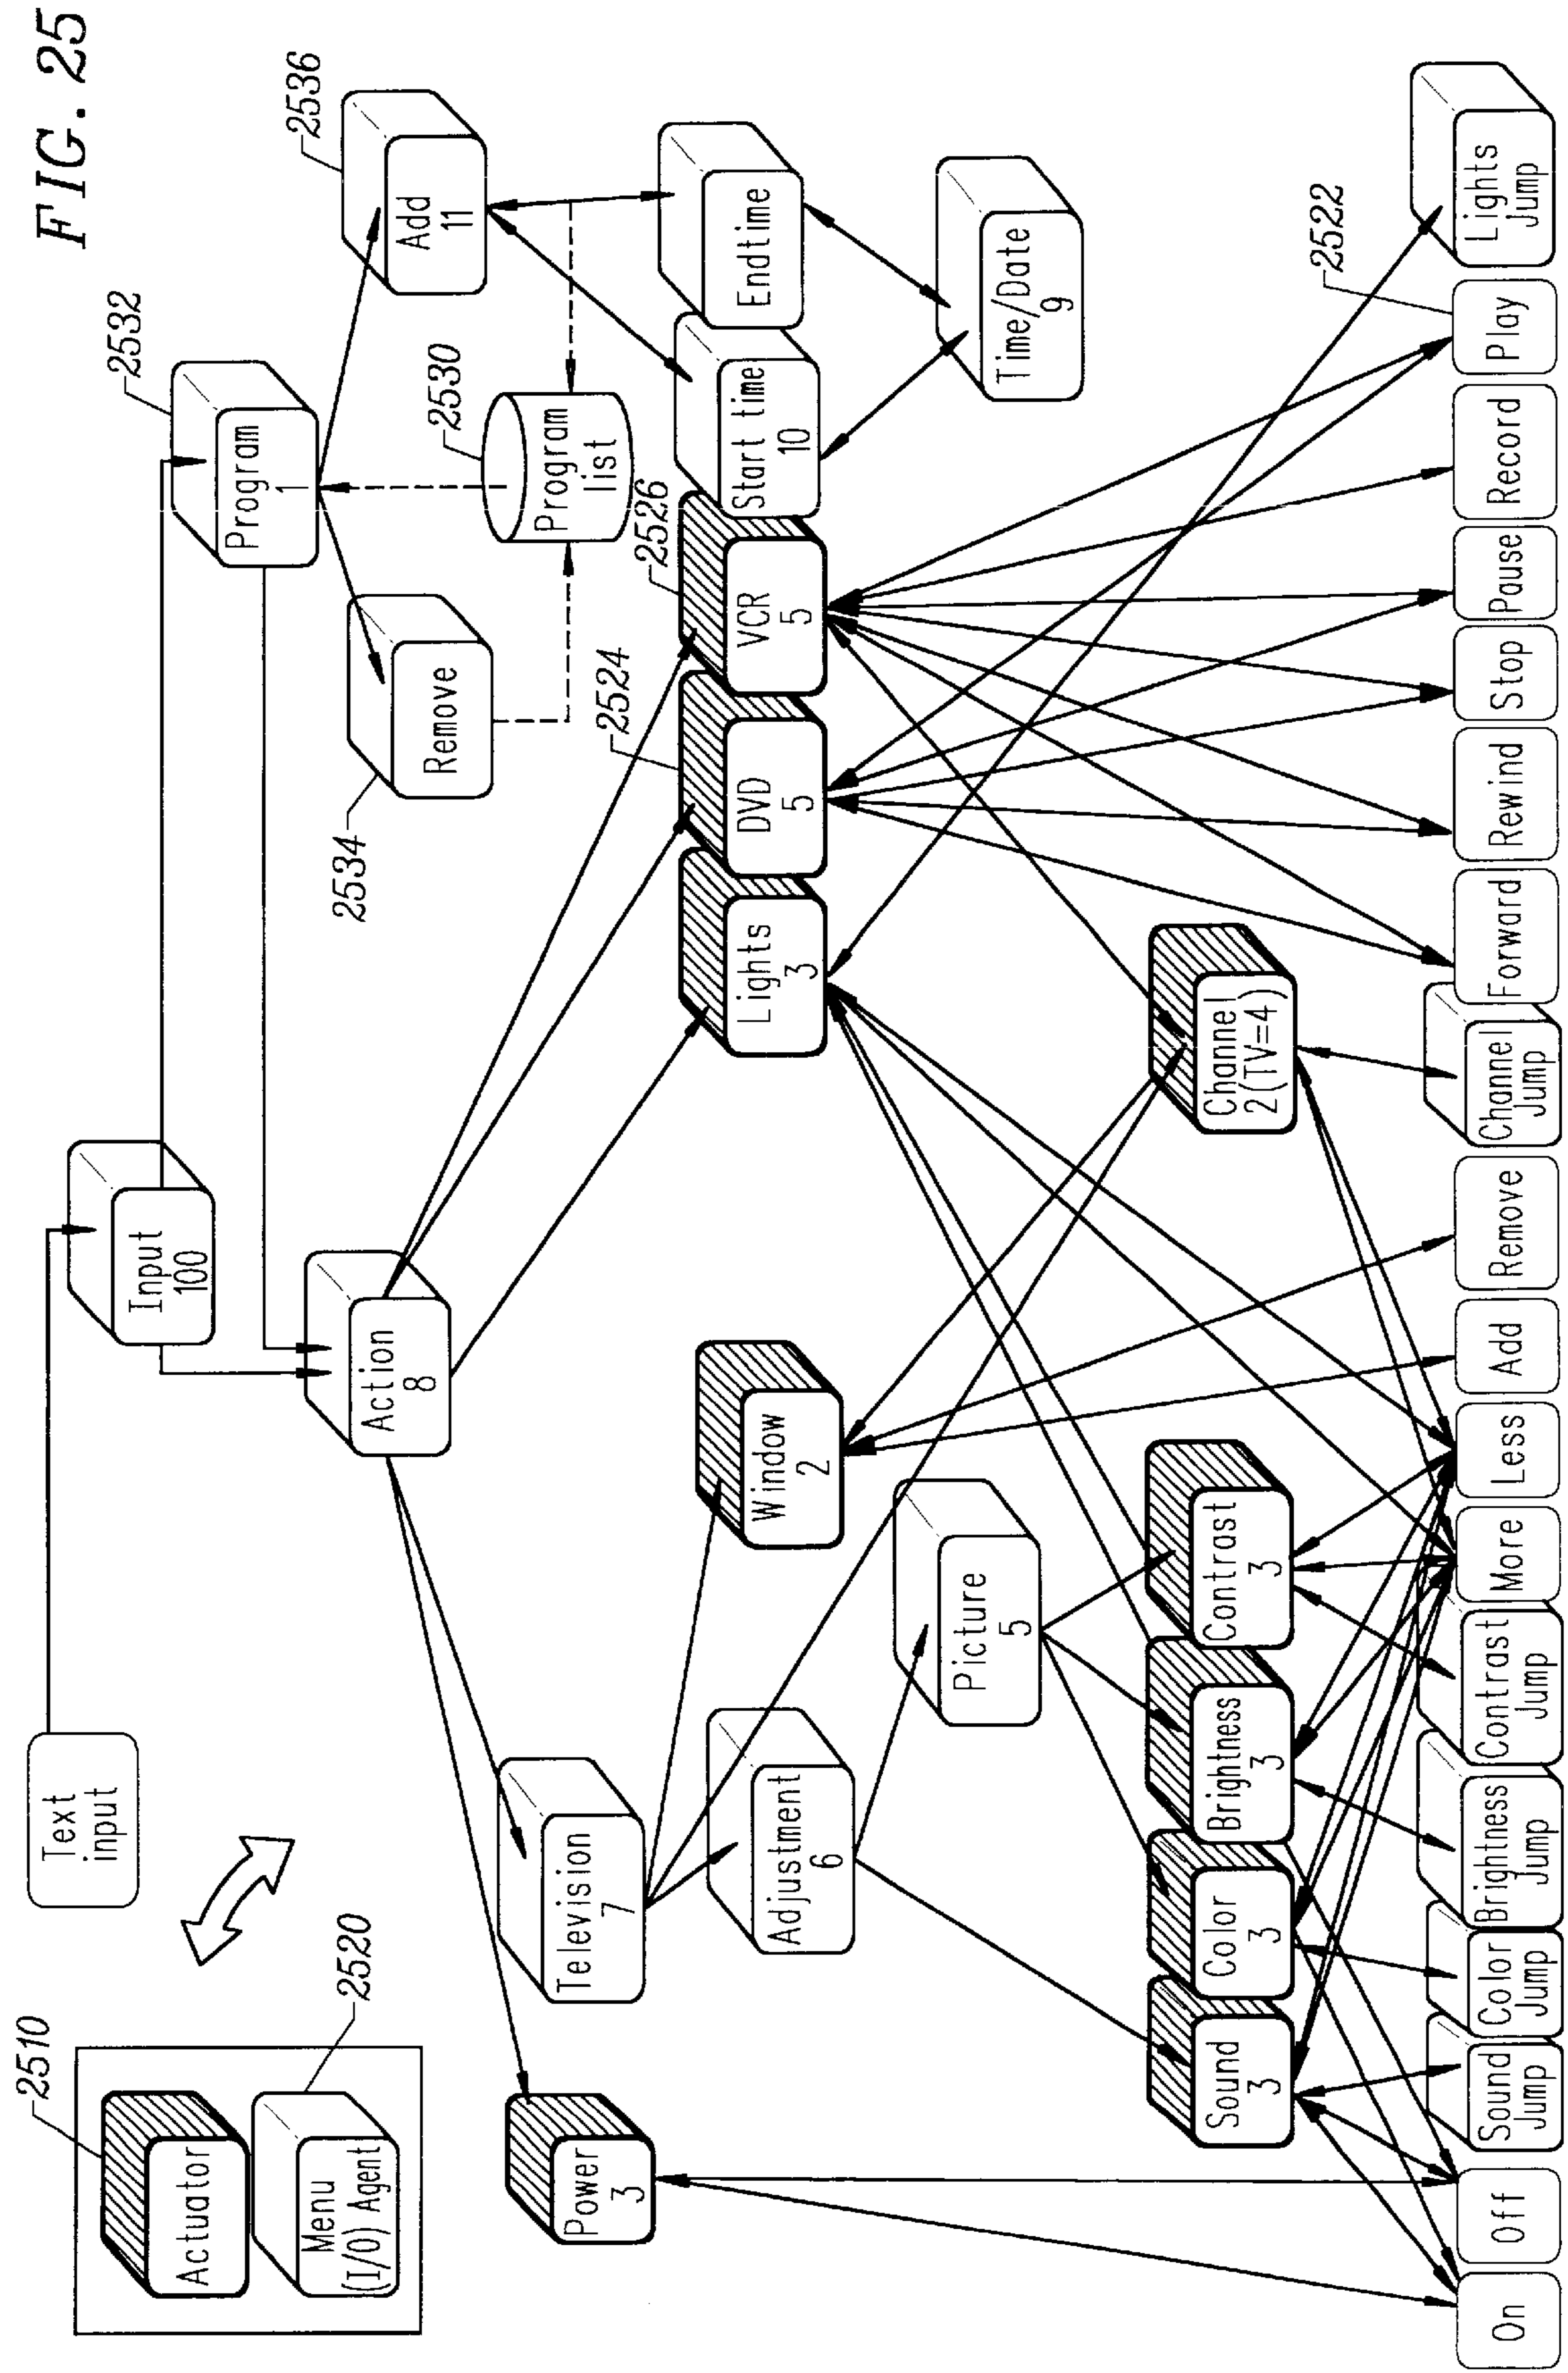 FIG. 25
2510
Actuator
Menu
(I/O) Agent
2520
Text
input
Input
100
Program
1
2532
Add
11
2536
Remove
2534
Program
list
2530
Action
8
Power
3
Television
7
Window
2
Lights
3
DVD
5
2524
VCR
5
2526
Start time
10
Endtime
Adjustment
6
Picture
5
Time/Date
9
Sound
3
Color
3
Brightness
3
Contrast
3
Channel
2(TV=4)
On
Off
Sound
Jump
Color
Jump
Brightness
Jump
Contrast
Jump
More
Less
Add
Remove
Channel
Jump
Forward
Rewind
Stop
Pause
Record
Play
2522
Lights
Jump